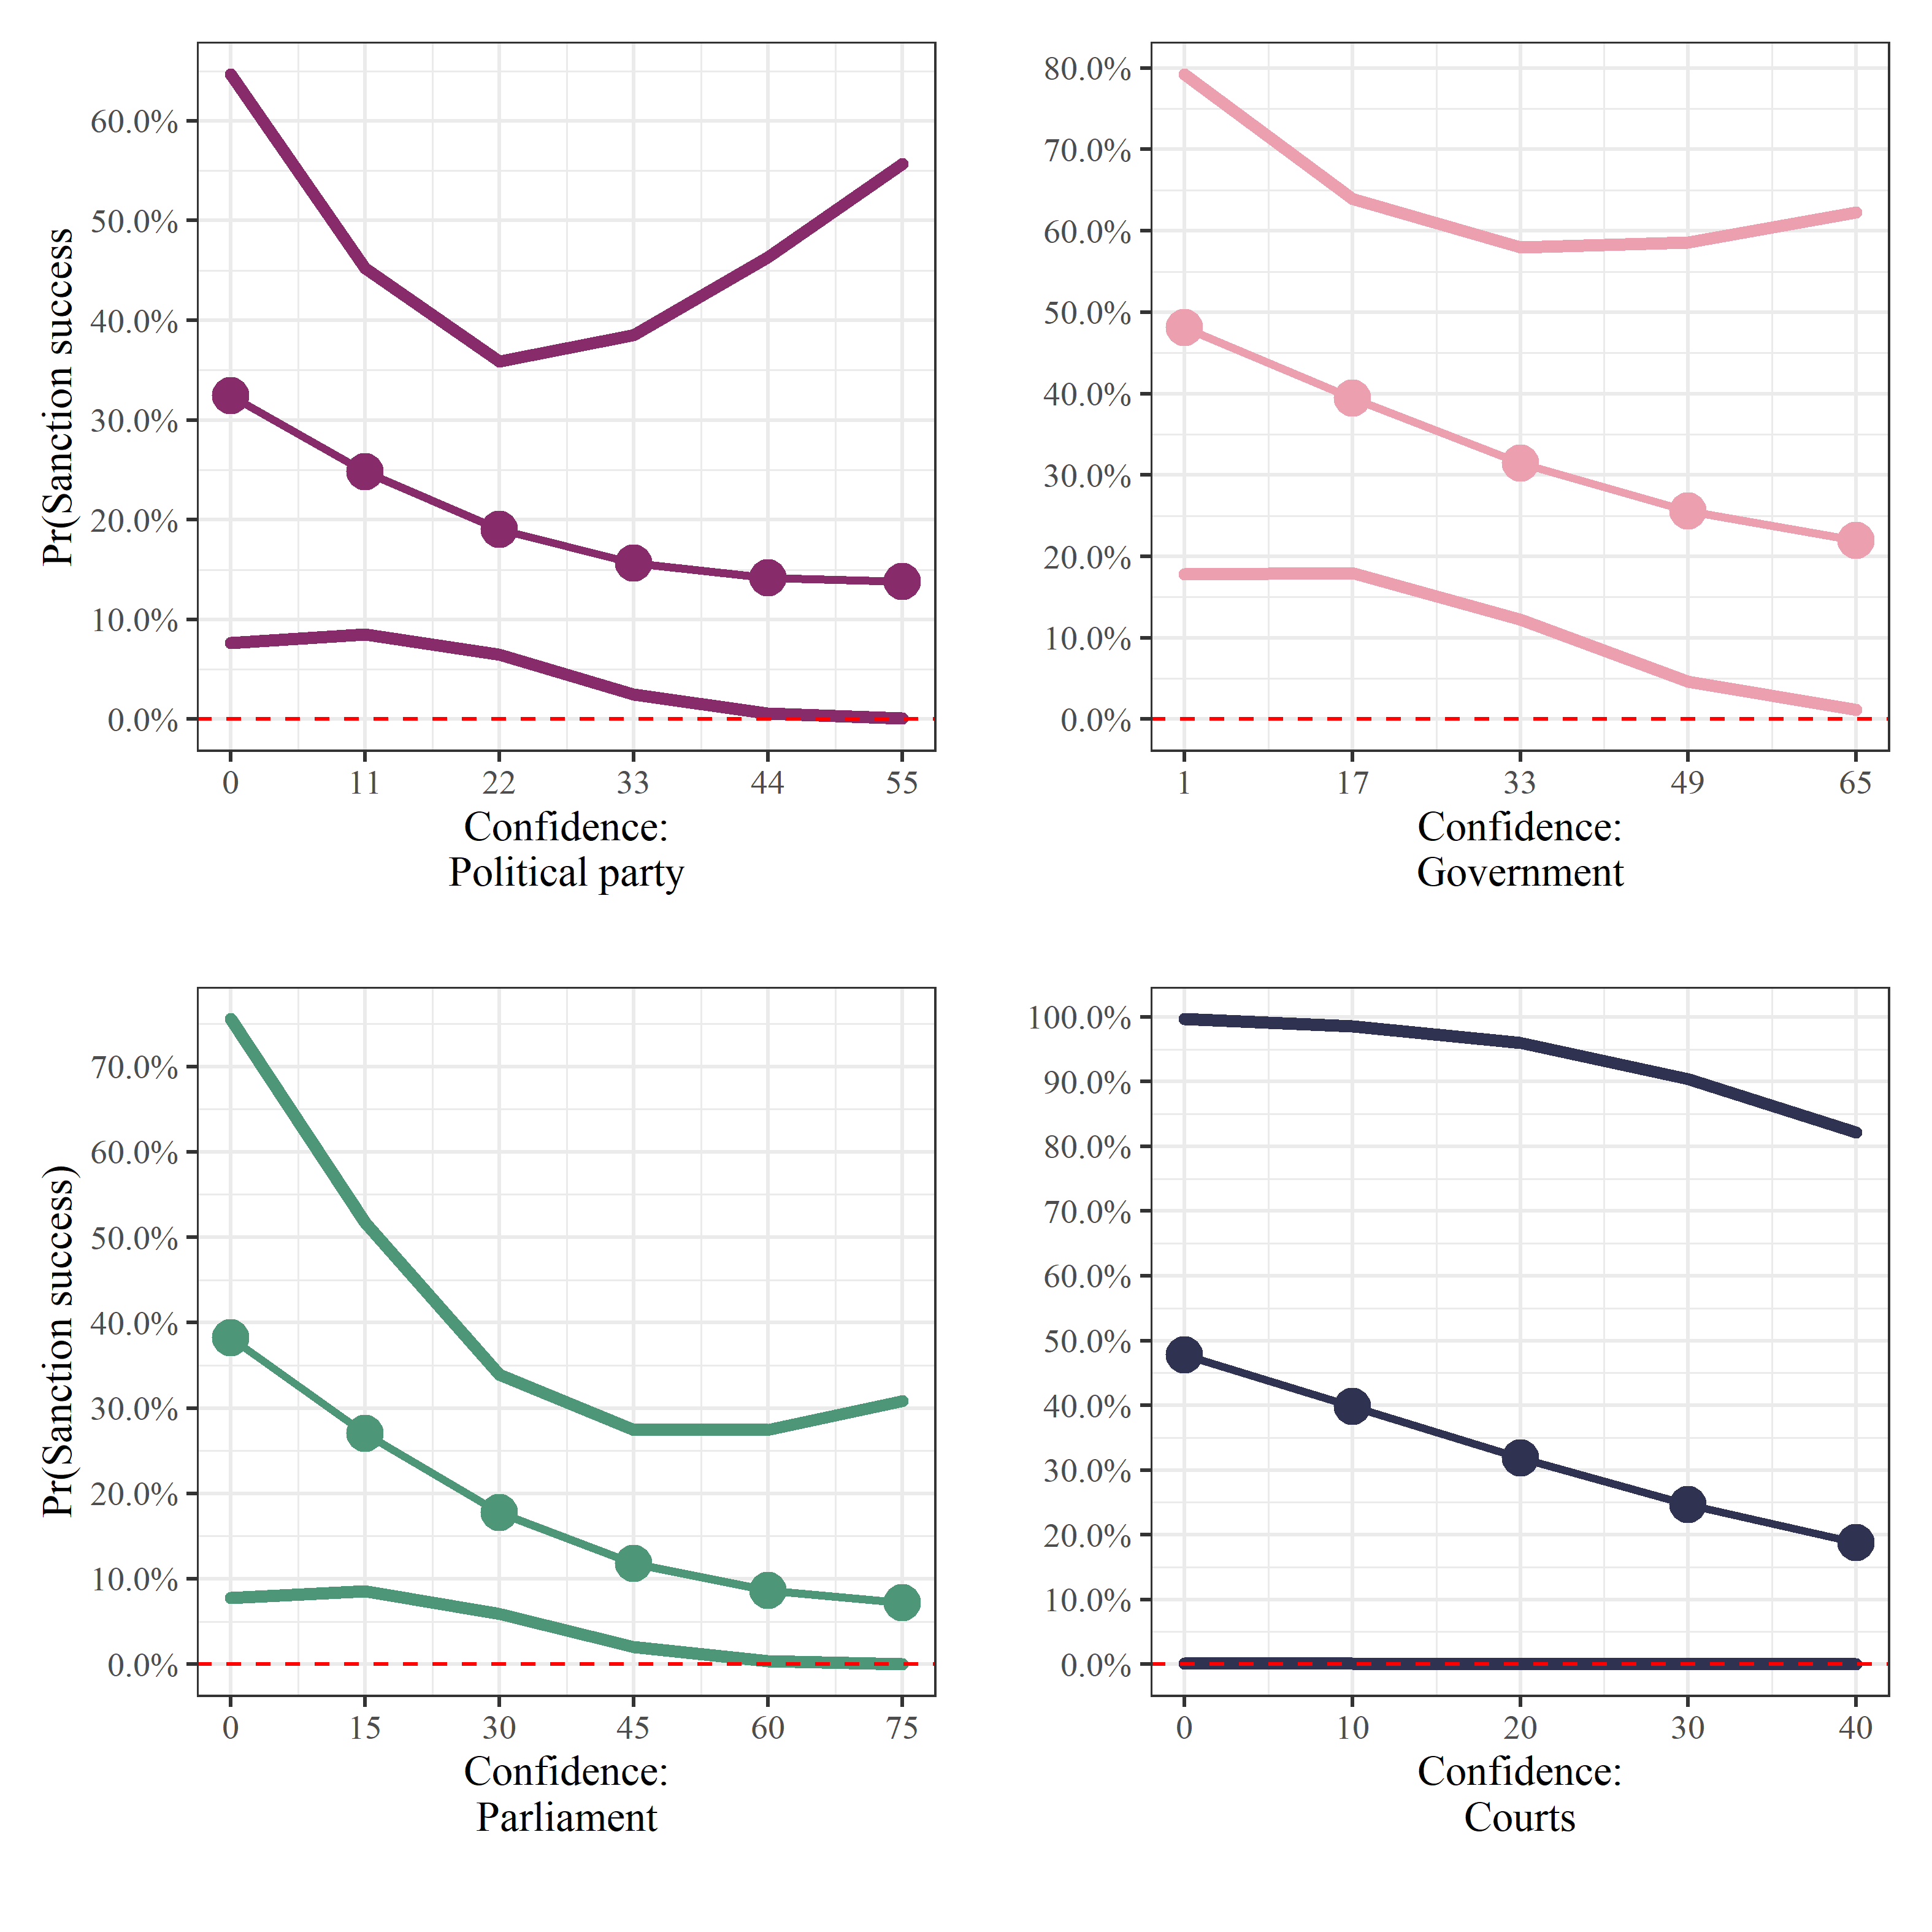 Pr(Sanction success
60.0%
50.0%
40.0%
30.0%
20.0%
10.0%
0.0%
0 11 22 33 44 55
Confidence:
Political party
80.0%
70.0%
60.0%
50.0%
40.0%
30.0%
20.0%
10.0%
0.0%
1 17 33 49 65
Confidence:
Government
Pr(Sanction success)
70.0%
60.0%
50.0%
40.0%
30.0%
20.0%
10.0%
0.0%
0 15 30 45 60 75
Confidence:
Parliament
100.0%
90.0%
80.0%
70.0%
60.0%
50.0%
40.0%
30.0%
20.0%
10.0%
0.0%
0 10 20 30 40
Confidence:
Courts